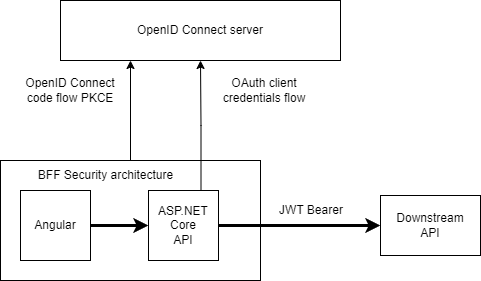 OpenID Connect server
OpenID Connect
code flow PKCE
OAuth client
credentials flow
BFF Security architecture
Angular
ASP.NET
Core
API
JWT Bearer
Downstream
API